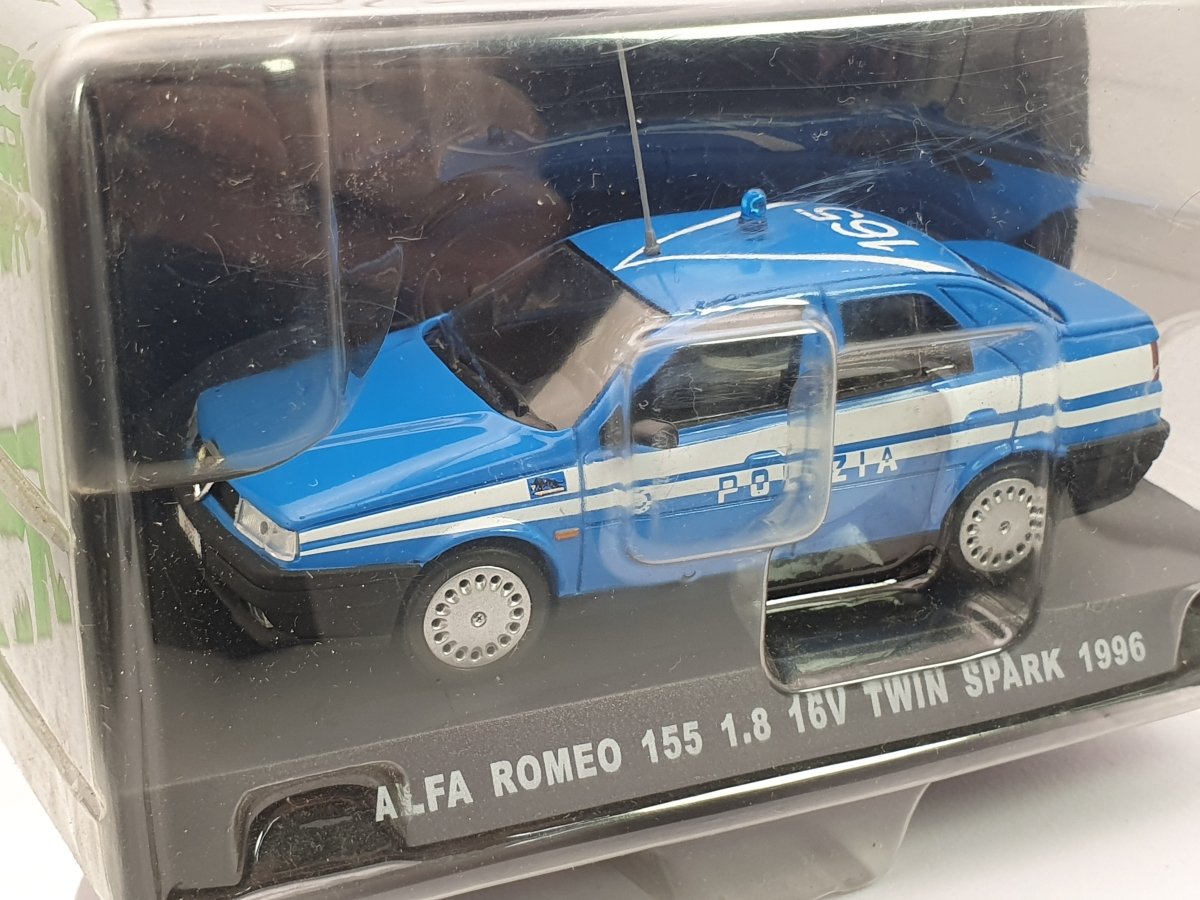 165
POLIZIA
ALFA ROMEO 155 1.8 16V TWIN SPARK 1996